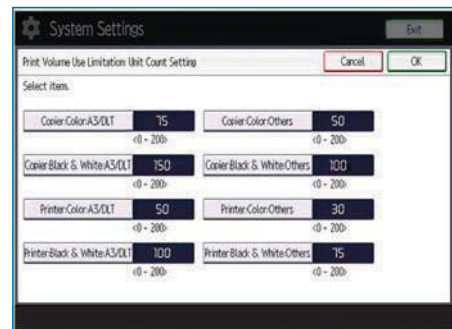 System Settings
Exit
Print Volume Use Limitation: Unit Count Setting
Cancel
OK
Select item.
Copier:Color:A3/DLT 75 Copier:Color:Others 50
<0 - 200> <0 - 200>
Copier:Black & White:A3/DLT 150 Copier:Black & White:Others 100
<0 - 200> <0 - 200>
Printer:Color:A3/DLT 50 Printer:Color:Others 30
<0 - 200> <0 - 200>
Printer:Black & White:A3/DLT 100 Printer:Black & White:Others 75
<0 - 200> <0 - 200>